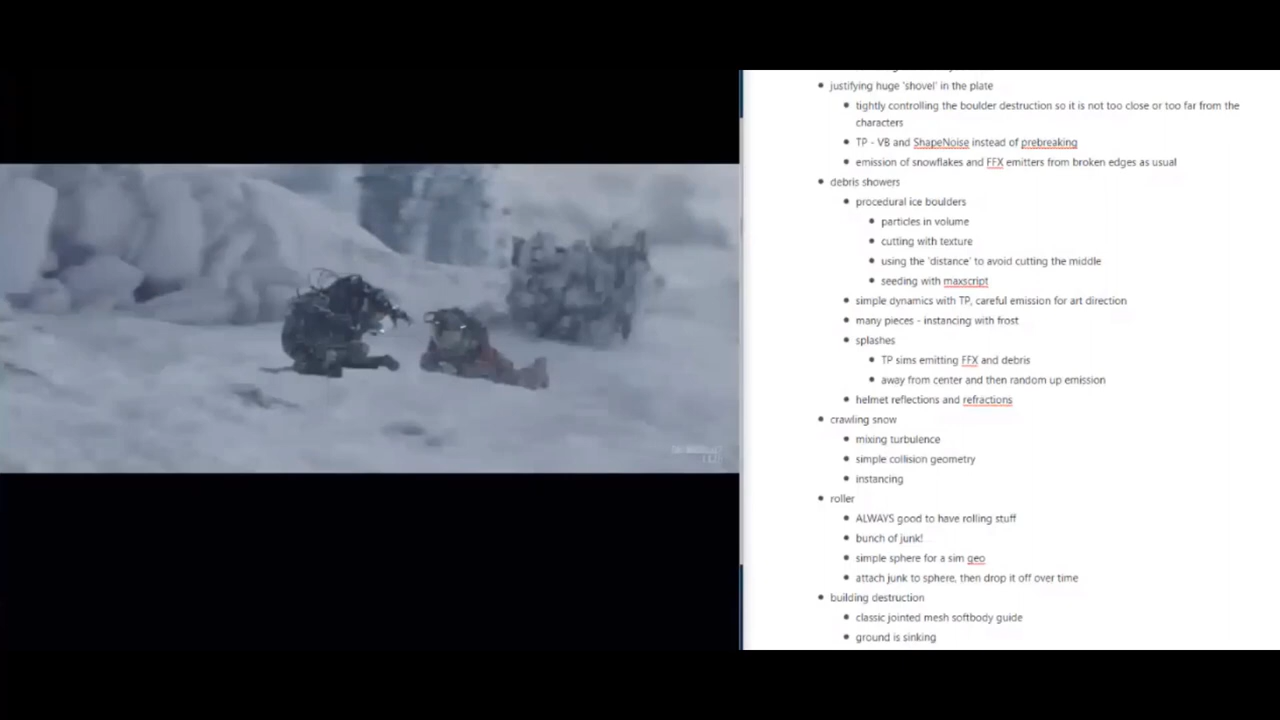 justifying huge 'shovel' in the plate
tightly controlling the boulder destruction so it is not too close or too far from the
characters
TP - VB and ShapeNoise instead of prebreaking
emission of snowflakes and FFX emitters from broken edges as usual
debris showers
procedural ice boulders
particles in volume
cutting with texture
using the 'distance' to avoid cutting the middle
seeding with maxscript
simple dynamics with TP, careful emission for art direction
many pieces - instancing with frost
splashes
TP sims emitting FFX and debris
away from center and then random up emission
helmet reflections and refractions
crawling snow
mixing turbulence
simple collision geometry
instancing
roller
ALWAYS good to have rolling stuff
bunch of junk!
simple sphere for a sim geo
attach junk to sphere, then drop it off over time
building destruction
classic jointed mesh softbody guide
ground is sinking